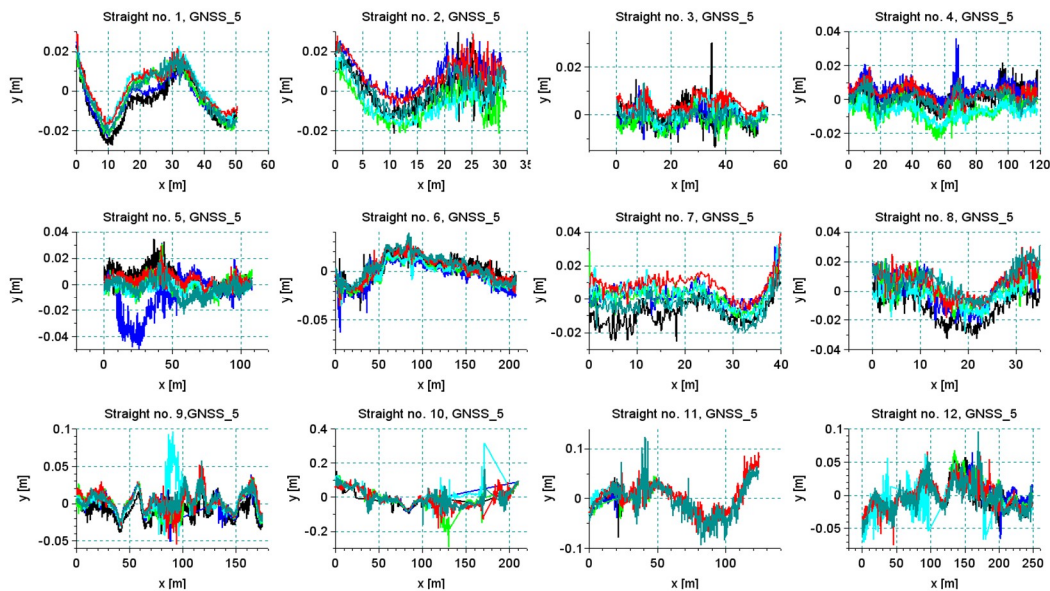 Straight no. 1, GNSS_5
Straight no. 2, GNSS_5
Straight no. 3, GNSS_5
Straight no. 4, GNSS_5
0.02
0
-0.02
y [m]
0 10 20 30 40 50 60
x [m]
0.02
0
-0.02
y [m]
0 5 10 15 20 25 30 35
x [m]
0.02
0
y [m]
0 20 40 60
x [m]
0.04
0.02
0
-0.02
y [m]
0 20 40 60 80 100 120
x [m]
Straight no. 5, GNSS_5
Straight no. 6, GNSS_5
Straight no. 7, GNSS_5
Straight no. 8, GNSS_5
0.04
0.02
0
-0.02
-0.04
y [m]
0 50 100
x [m]
0
-0.05
y [m]
0 50 100 150 200
x [m]
0.04
0.02
0
-0.02
y [m]
0 10 20 30 40
x [m]
0.04
0.02
0
-0.02
-0.04
y [m]
0 10 20 30
x [m]
Straight no. 9,GNSS_5
Straight no. 10, GNSS_5
Straight no. 11, GNSS_5
Straight no. 12, GNSS_5
0.1
0.05
0
-0.05
y [m]
0 50 100 150
x [m]
0.4
0.2
0
-0.2
y [m]
0 50 100 150 200
x [m]
0.1
0
-0.1
y [m]
0 50 100
x [m]
0.1
0.05
0
-0.05
y [m]
0 50 100 150 200 250
x [m]